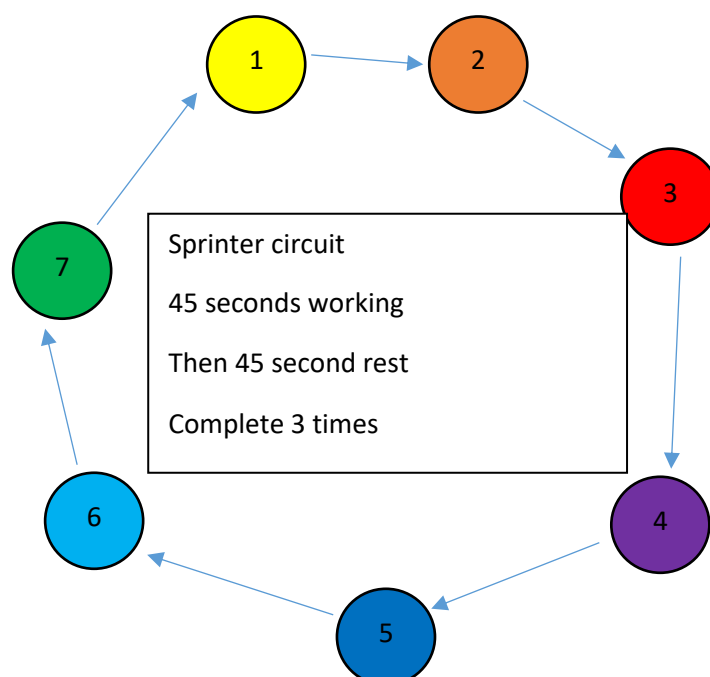 1
2
3
7
Sprinter circuit
45 seconds working
Then 45 second rest
Complete 3 times
6
4
5